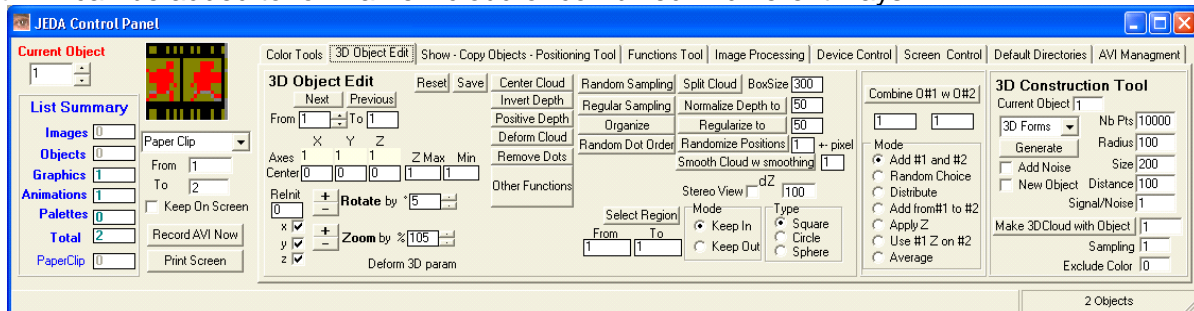 JEDA Control Panel
Current Object
1
List Summary
Images 0
Objects 0
Graphics 1
Animations 1
Palettes 0
Total 2
PaperClip 0
Paper Clip
From 1
To 2
Keep On Screen
Record AVI Now
Print Screen
Color Tools 3D Object Edit Show - Copy Objects - Positioning Tool Functions Tool Image Processing Device Control Screen Control Default Directories AVI Managment
3D Object Edit Reset Save
Next Previous
From 1 To 1
X Y Z
Axes 1 1 1 Z Max Min
Center 0 0 0 1 1
ReInit
0
+ - Rotate by ° 5
x
y
z
+ - Zoom by % 105
Deform 3D param
Center Cloud
Invert Depth
Positive Depth
Deform Cloud
Remove Dots
Other Functions
Random Sampling Split Cloud BoxSize 300
Regular Sampling Normalize Depth to 50
Organize Regularize to 50
Random Dot Order Randomize Positions 1 +- pixel
Smooth Cloud w smoothing 1
Stereo View dZ 100
Select Region
From To
1 1
Mode
Keep In
Keep Out
Type
Square
Circle
Sphere
Combine O#1 w O#2
1 1
Mode
Add #1 and #2
Random Choice
Distribute
Add from#1 to #2
Apply Z
Use #1 Z on #2
Average
3D Construction Tool
Current Object 1
3D Forms Nb Pts 10000
Generate Radius 100
Add Noise Size 200
New Object Distance 100
Signal/Noise 1
Make 3DCloud with Object 1
Sampling 1
Exclude Color 0
2 Objects